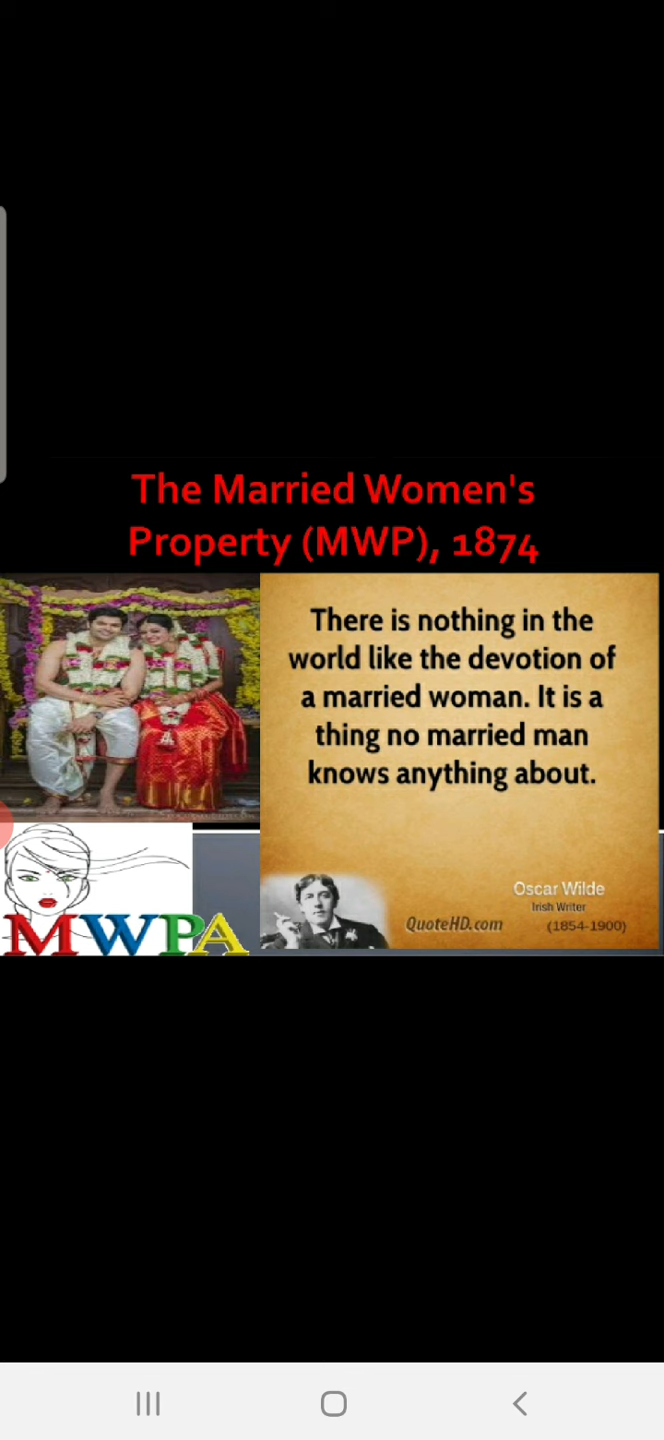 The Married Women's
Property (MWP), 1874
There is nothing in the
world like the devotion of
a married woman. It is a
thing no married man
knows anything about.
Oscar Wilde
Irish Writer
QuoteHD.com
(1854-1900)
MWPA